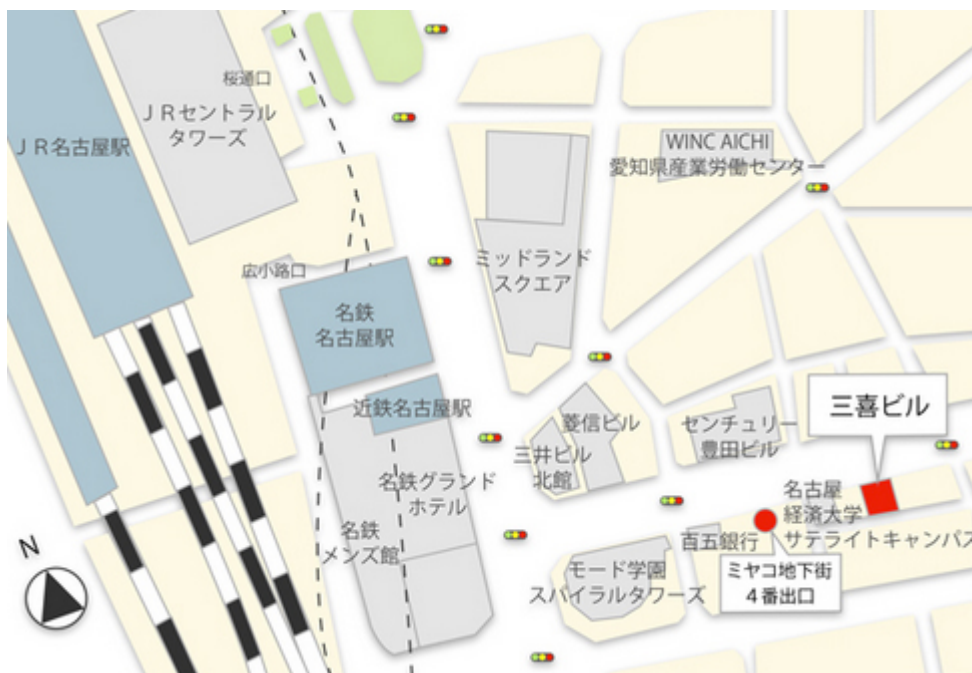 桜通口
JRセントラル
タワーズ
JR名古屋駅
WINC AICHI
愛知県産業労働センター
広小路口
ミッドランド
スクエア
名鉄
名古屋駅
近鉄名古屋駅
菱信ビル
センチュリー
豊田ビル
三喜ビル
三井ビル
北館
名鉄グランド
ホテル
名鉄
メンズ館
名古屋
経済大学
サテライトキャンパス
百五銀行
モード学園
スパイラルタワーズ
ミヤコ地下街
4番出口
N